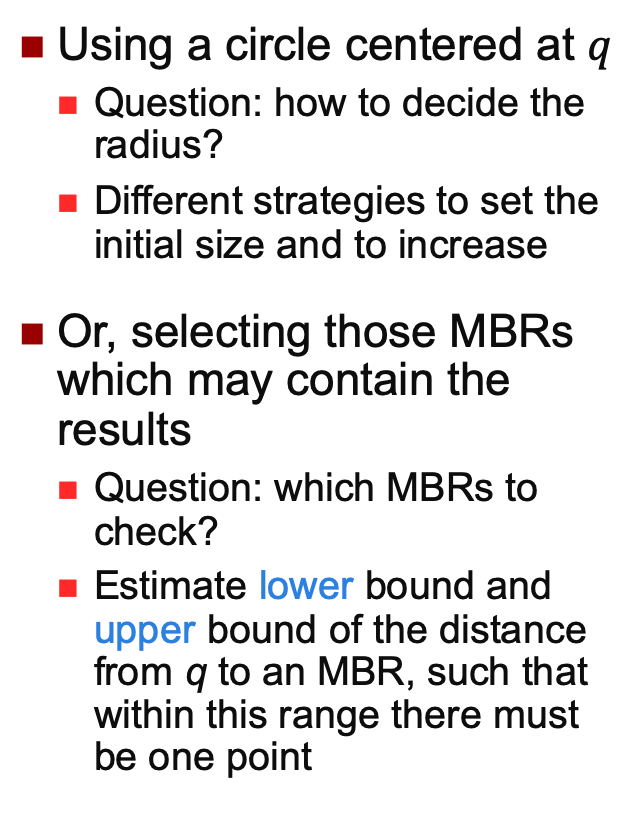 Using a circle centered at q
Question: how to decide the
radius?
Different strategies to set the
initial size and to increase
Or, selecting those MBRs
which may contain the
results
Question: which MBRs to
check?
Estimate lower bound and
upper bound of the distance
from q to an MBR, such that
within this range there must
be one point